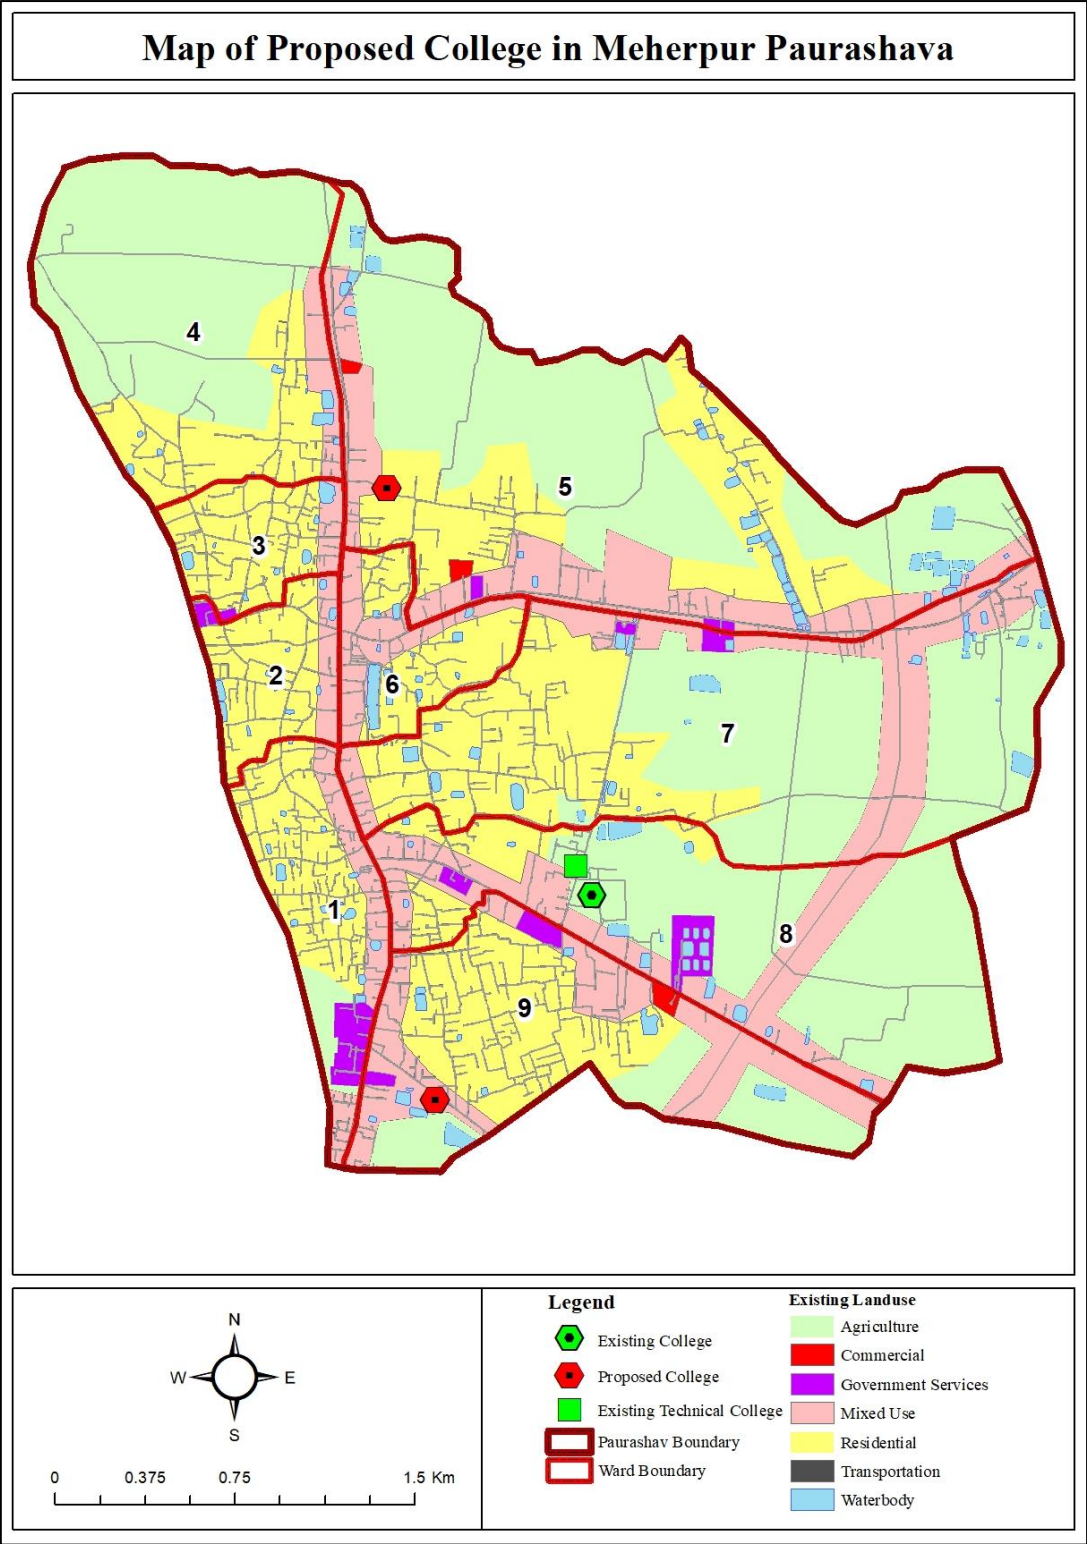 Map of Proposed College in Meherpur Paurashava
4
5
3
2
6
7
1
8
9
N
W E
S
0 0.375 0.75 1.5 Km
Legend
Existing College
Proposed College
Existing Technical College
Paurashav Boundary
Ward Boundary
Existing Landuse
Agriculture
Commercial
Government Services
Mixed Use
Residential
Transportation
Waterbody